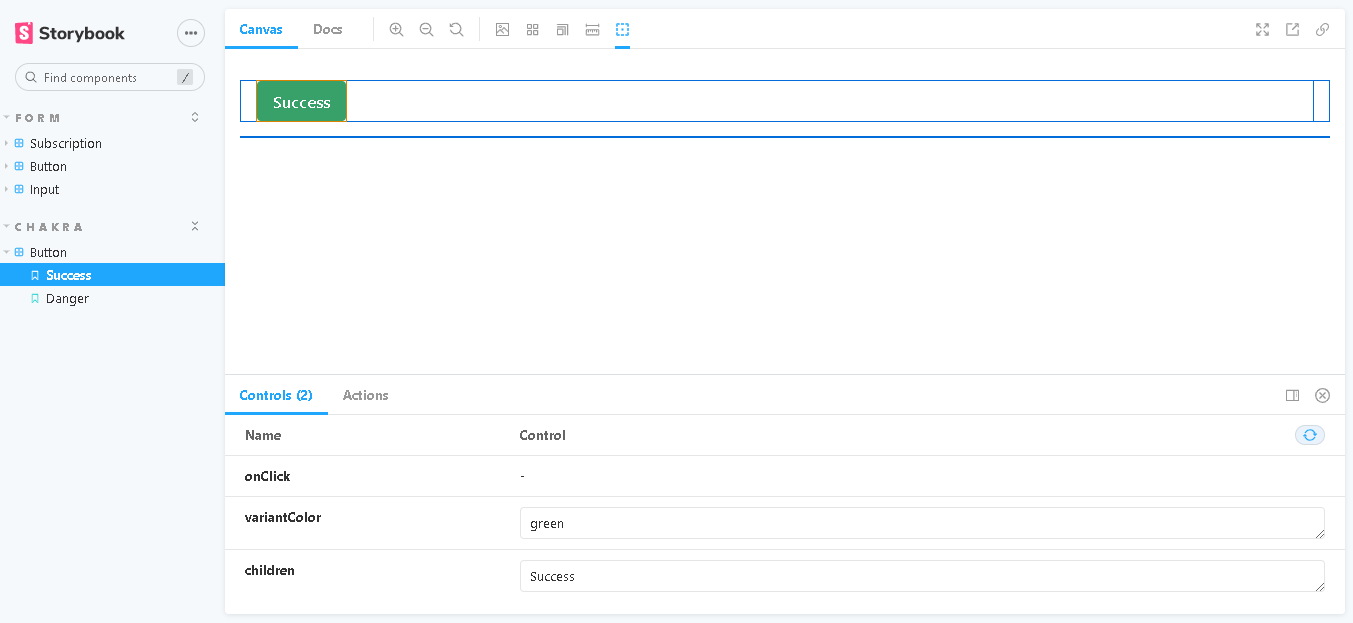 Storybook
Find components /
FORM
Subscription
Button
Input
CHAKRA
Button
Success
Danger
Canvas Docs
Success
Controls (2) Actions
Name Control
onClick -
variantColor green
children Success